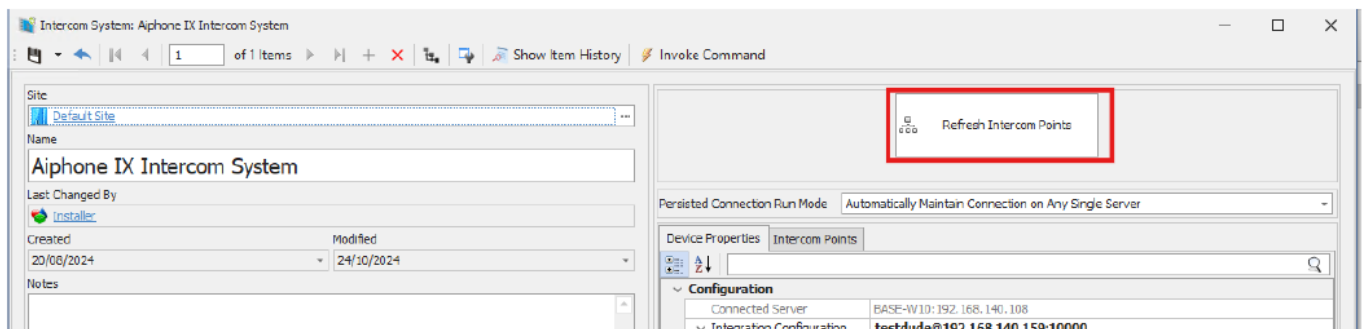 Intercom System: Aiphone IX Intercom System
1 of 1 Items Show Item History Invoke Command
Site
Default Site ...
Name
Aiphone IX Intercom System
Last Changed By
Installer
Created Modified
20/08/2024 24/10/2024
Notes
Refresh Intercom Points
Persisted Connection Run Mode Automatically Maintain Connection on Any Single Server
Device Properties Intercom Points
Configuration
Connected Server BASE-W10:192.168.140.108
Integration Configuration testdude@192.168.140.159:10000